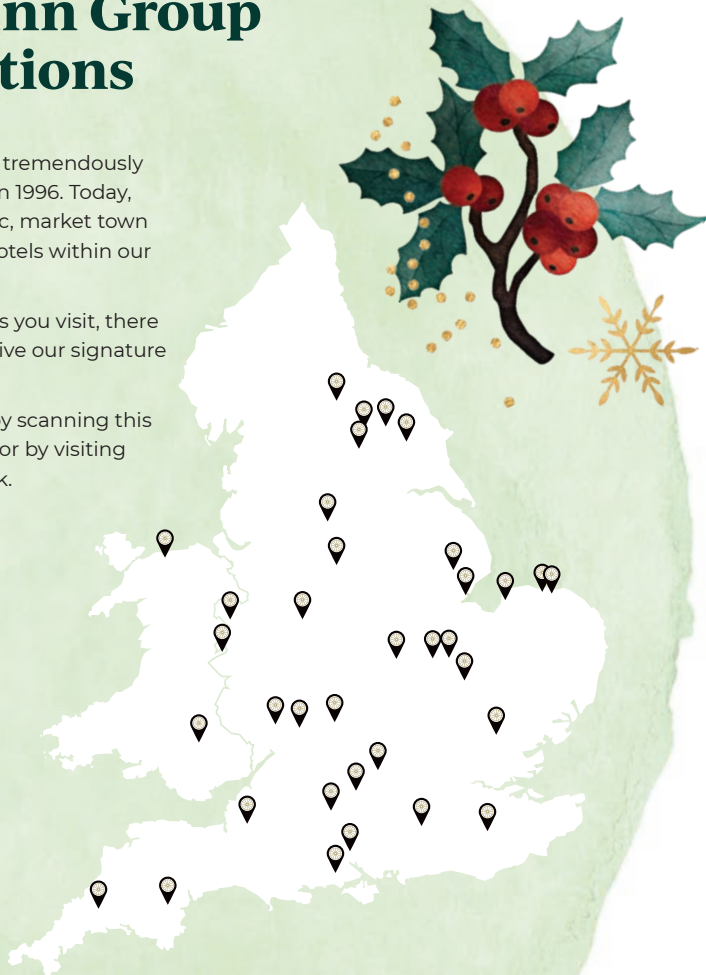 nn Group
tions
tremendously
n 1996. Today,
c, market town
otels within our
s you visit, there
ive our signature
by scanning this
or by visiting
k.